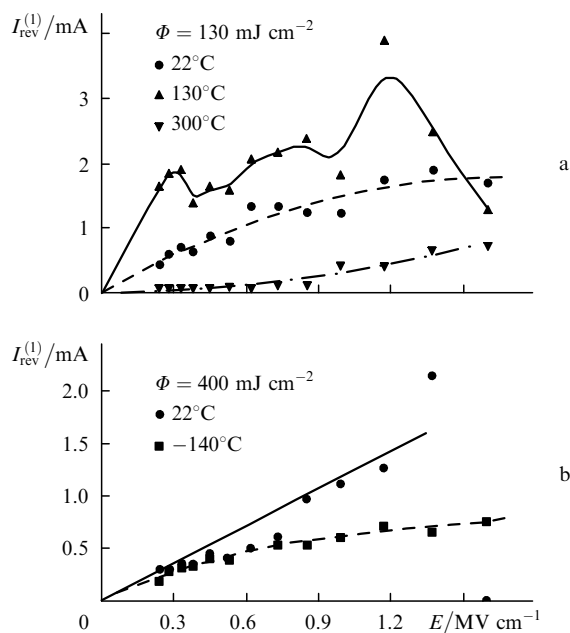 I_rev^(1)/mA
Φ = 130 mJ cm⁻²
22°C
130°C
300°C
4
3
2
1
0
a
I_rev^(1)/mA
Φ = 400 mJ cm⁻²
22°C
−140°C
2.0
1.5
1.0
0.5
b
0 0.3 0.6 0.9 1.2 E/MV cm⁻¹